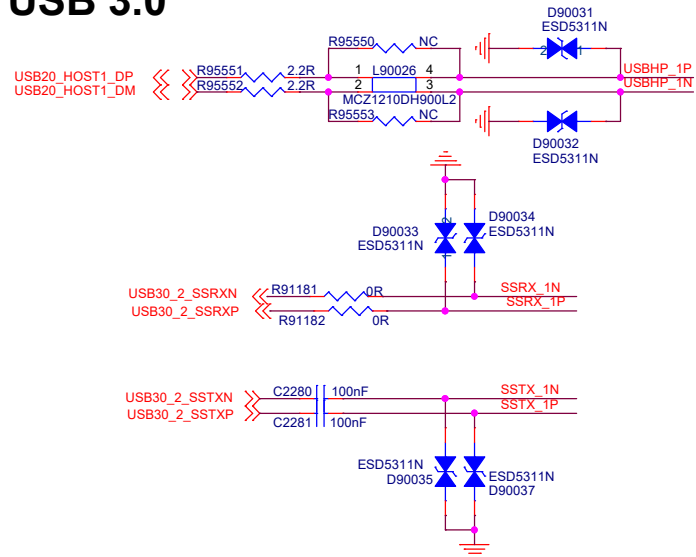 USB 3.0
D90031
ESD5311N
R95550 NC
2 1
USB20_HOST1_DP R95551 2.2R 1 L90026 4 USBHP_1P
USB20_HOST1_DM R95552 2.2R 2 3 USBHP_1N
MCZ1210DH900L2
R95553 NC
D90032
ESD5311N
D90033 2 D90034
ESD5311N 1 ESD5311N
USB30_2_SSRXN R91181 0R SSRX_1N
USB30_2_SSRXP R91182 0R SSRX_1P
USB30_2_SSTXN C2280 100nF SSTX_1N
USB30_2_SSTXP C2281 100nF SSTX_1P
ESD5311N ESD5311N
D90035 D90037